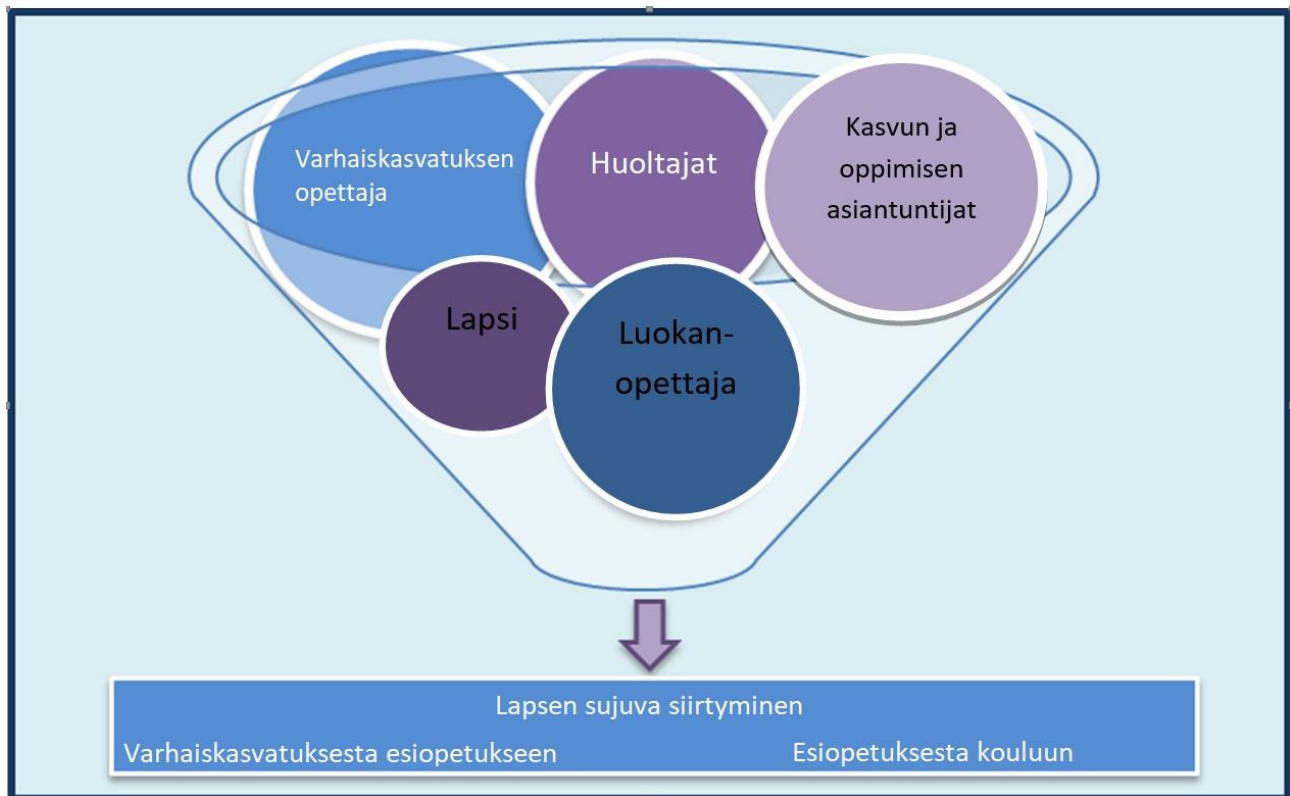 Varhaiskasvatuksen
opettaja
Huoltajat
Kasvun ja
oppimisen
asiantuntijat
Lapsi
Luokan-
opettaja
Lapsen sujuva siirtyminen
Varhaiskasvatuksesta esiopetukseen
Esiopetuksesta kouluun